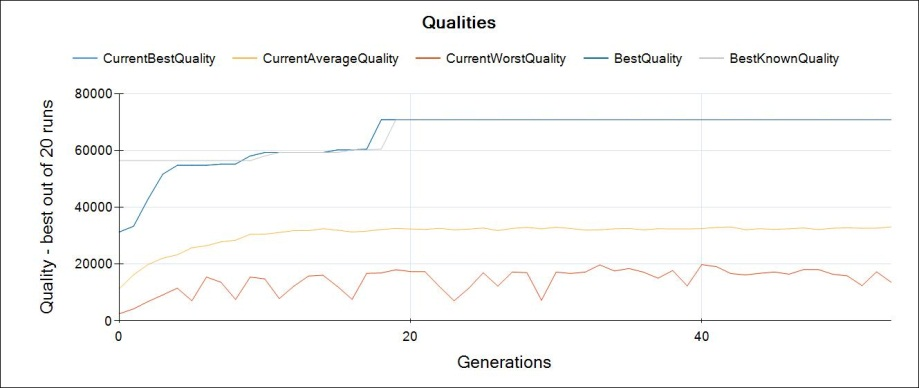 Qualities
CurrentBestQuality CurrentAverageQuality CurrentWorstQuality BestQuality BestKnownQuality
80000
60000
40000
20000
0
Quality - best out of 20 runs
0 20 40
Generations